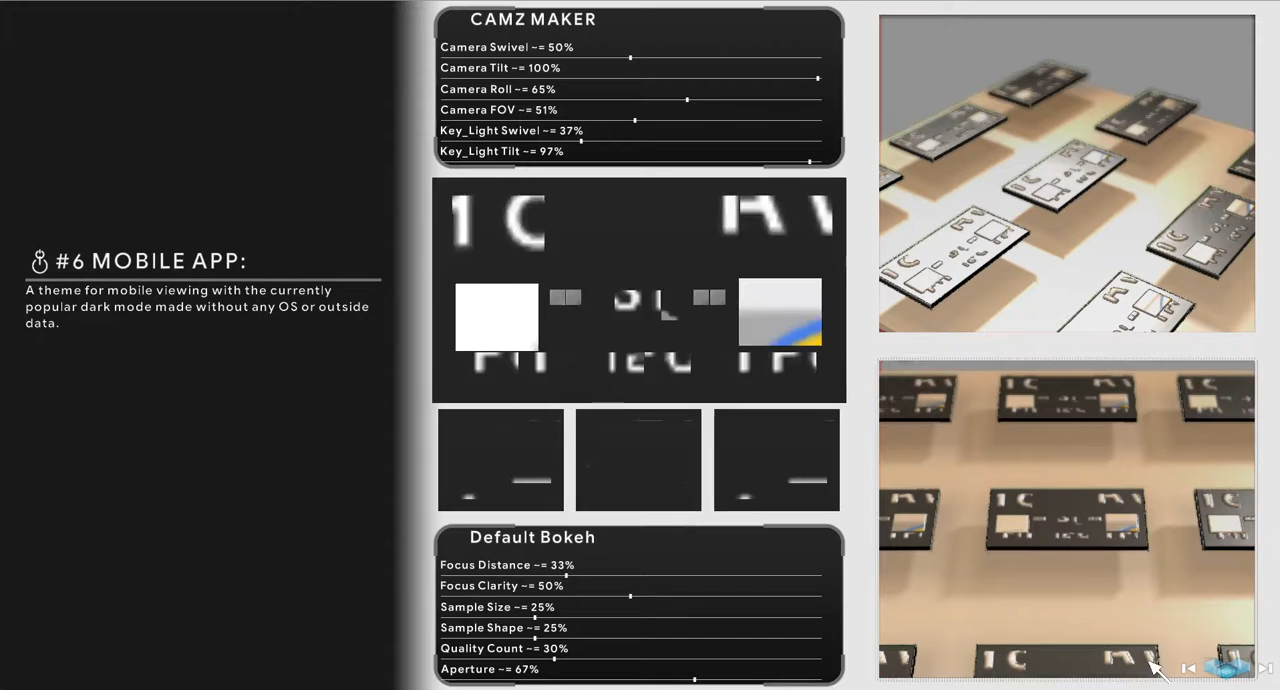 #6 MOBILE APP:
A theme for mobile viewing with the currently
popular dark mode made without any OS or outside
data.
CAMZ MAKER
Camera Swivel ~= 50%
Camera Tilt ~= 100%
Camera Roll ~= 65%
Camera FOV ~= 51%
Key_Light Swivel ~= 37%
Key_Light Tilt ~= 97%
Default Bokeh
Focus Distance ~= 33%
Focus Clarity ~= 50%
Sample Size ~= 25%
Sample Shape ~= 25%
Quality Count ~= 30%
Aperture ~= 67%